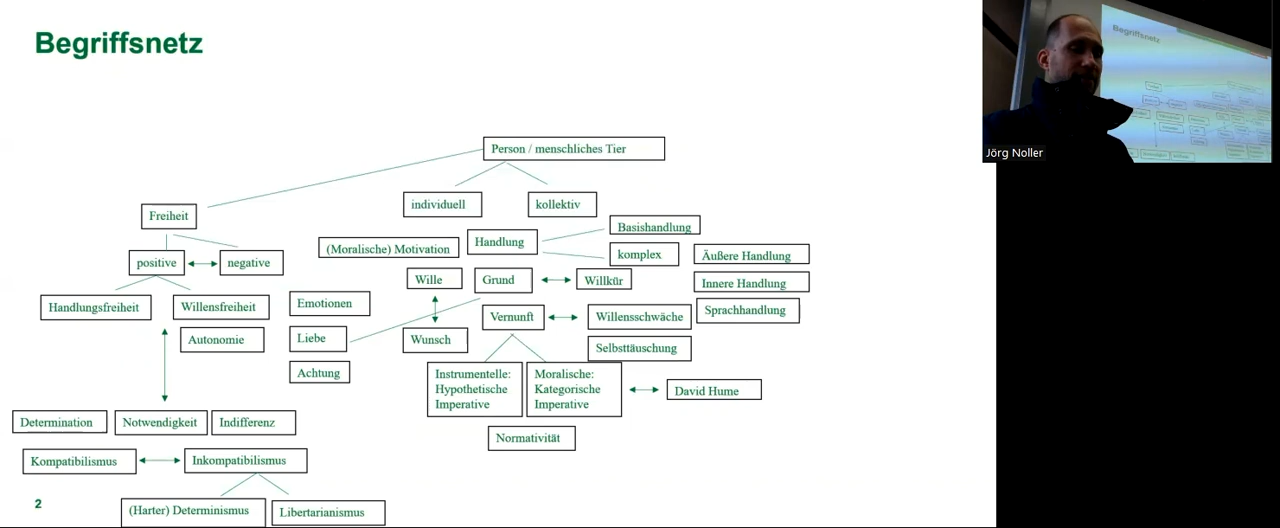 Begriffsnetz
Person / menschliches Tier
individuell
kollektiv
Freiheit
Basishandlung
(Moralische) Motivation
Handlung
komplex
Äußere Handlung
positive
negative
Wille
Grund
Willkür
Innere Handlung
Handlungsfreiheit
Willensfreiheit
Emotionen
Vernunft
Willensschwäche
Sprachhandlung
Autonomie
Liebe
Wunsch
Selbsttäuschung
Achtung
Instrumentelle:
Hypothetische
Imperative
Moralische:
Kategorische
Imperative
David Hume
Determination
Notwendigkeit
Indifferenz
Normativität
Kompatibilismus
Inkompatibilismus
2
(Harter) Determinismus
Libertarianismus
Begriffsnetz
Jörg Noller